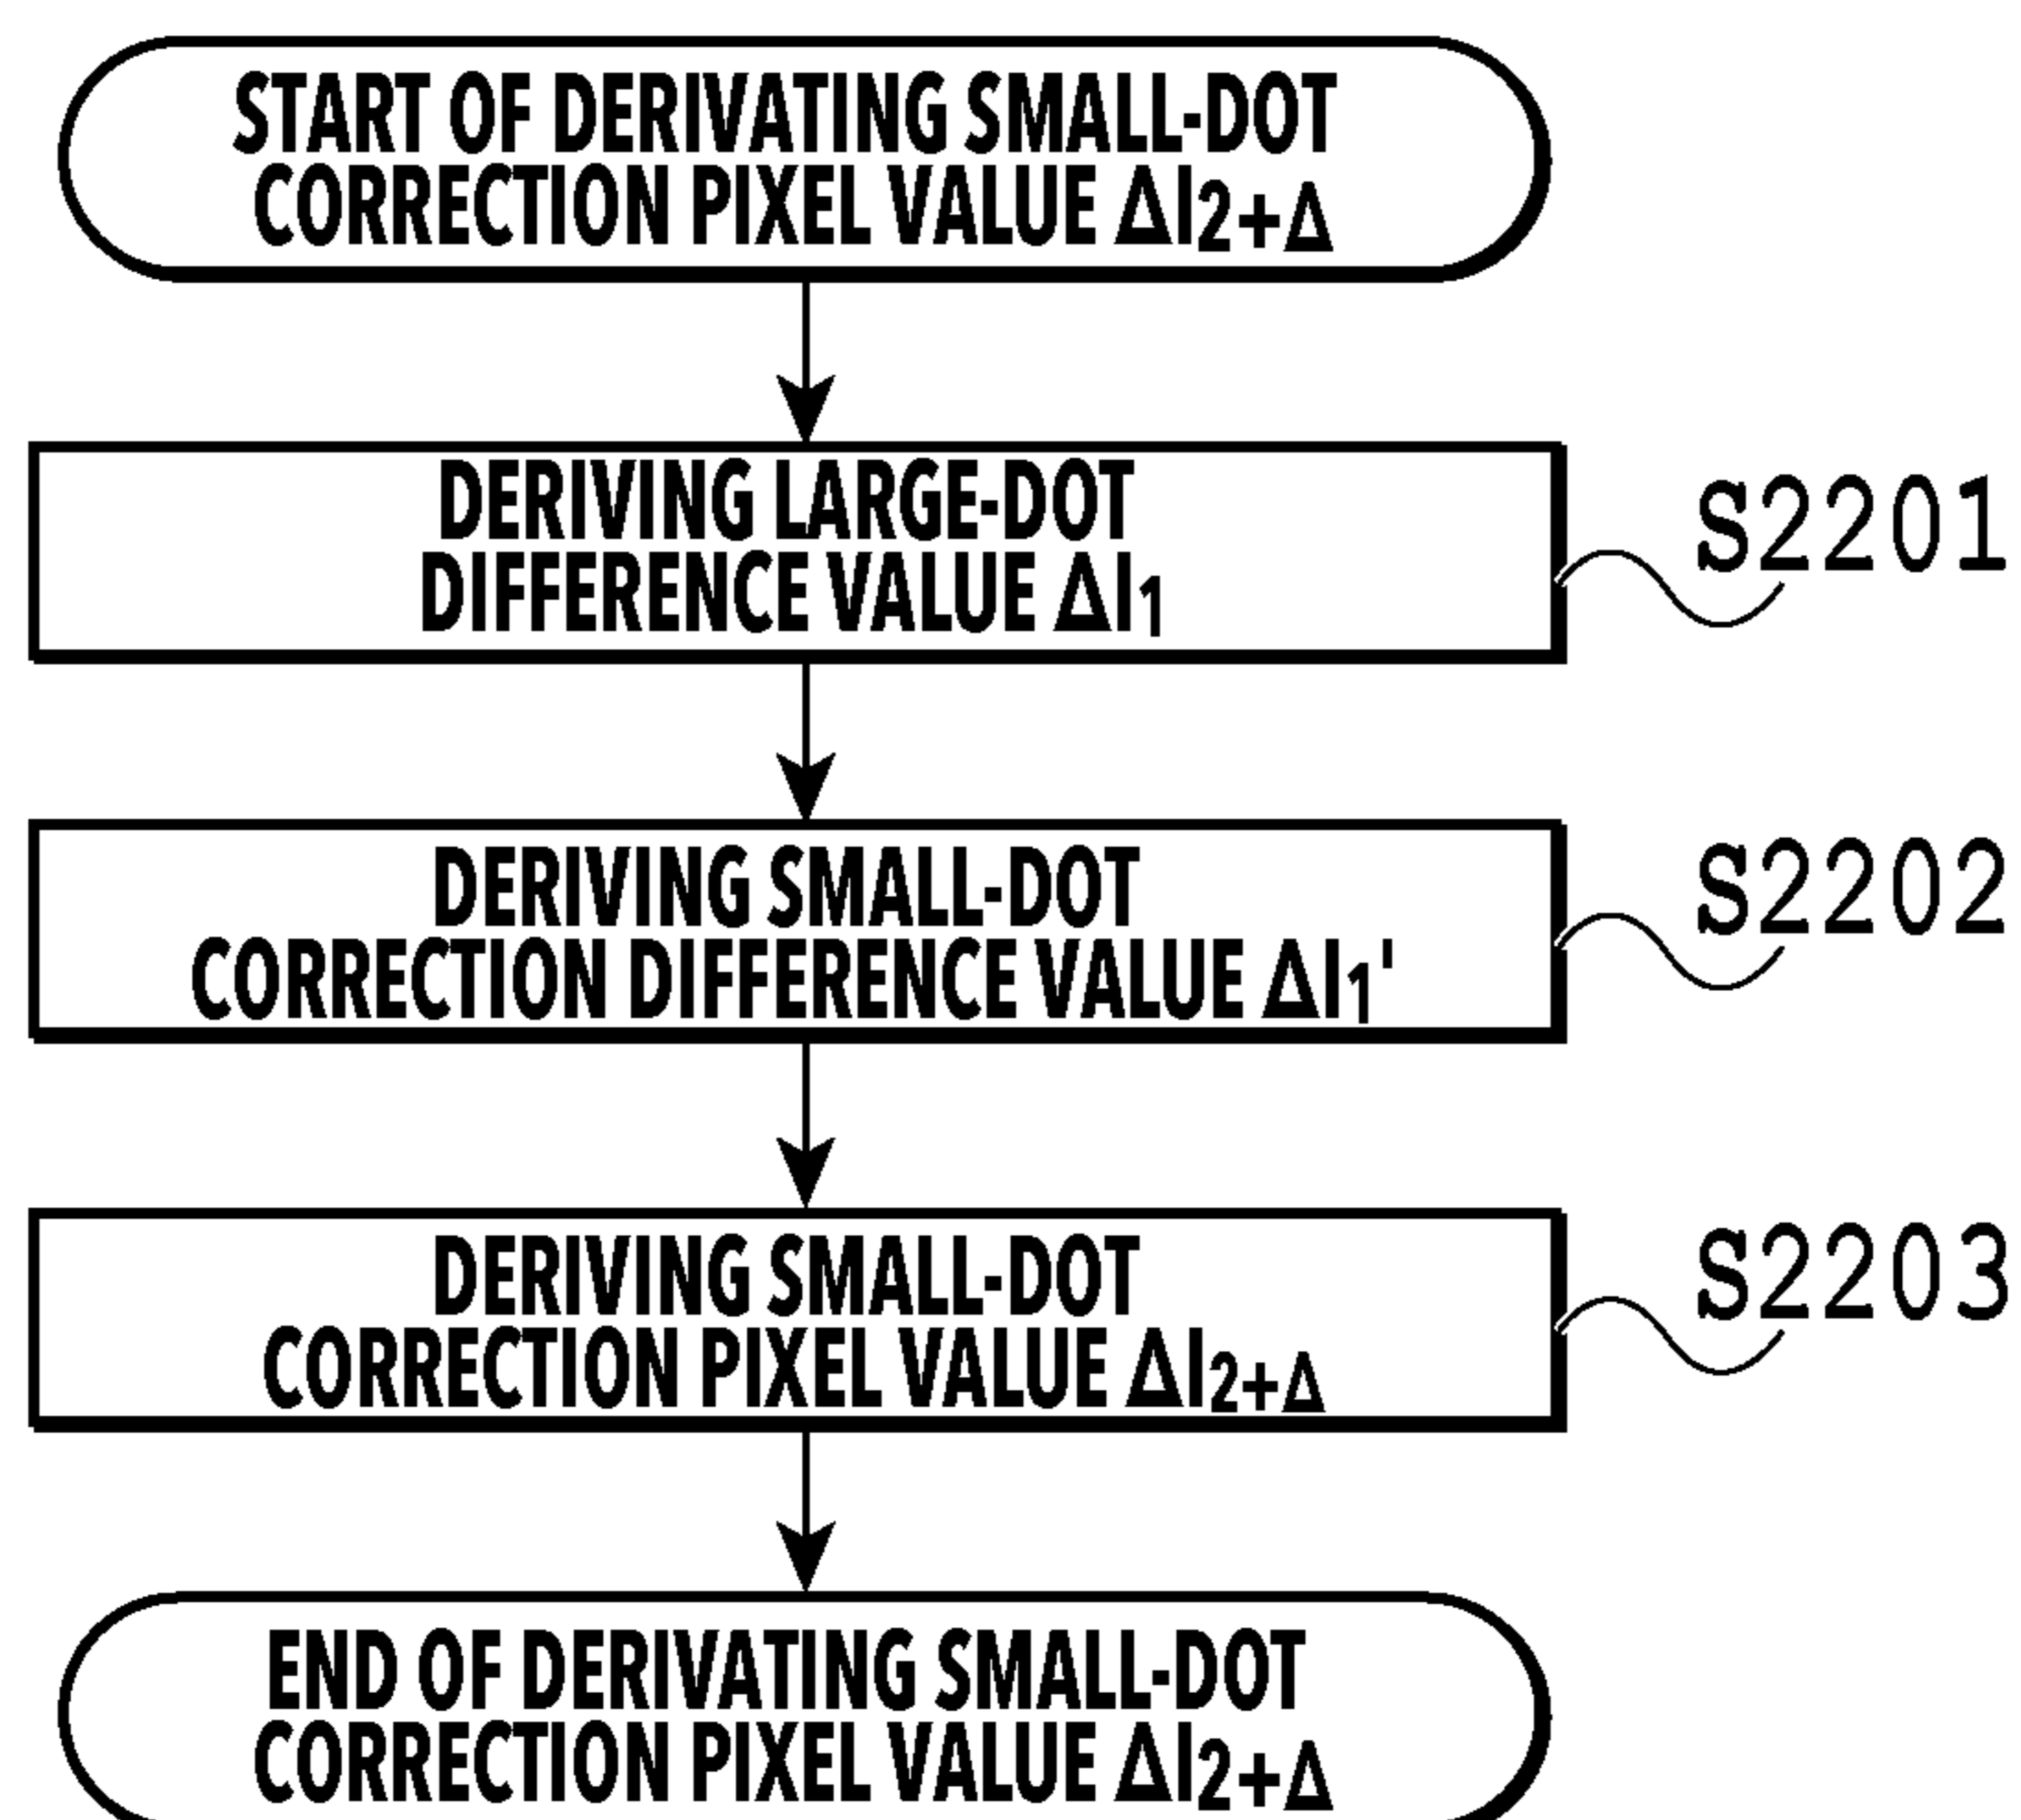 START OF DERIVATING SMALL-DOT
CORRECTION PIXEL VALUE ΔI₂₊Δ
DERIVING LARGE-DOT
DIFFERENCE VALUE ΔI₁
S2201
DERIVING SMALL-DOT
CORRECTION DIFFERENCE VALUE ΔI₁'
S2202
DERIVING SMALL-DOT
CORRECTION PIXEL VALUE ΔI₂₊Δ
S2203
END OF DERIVATING SMALL-DOT
CORRECTION PIXEL VALUE ΔI₂₊Δ